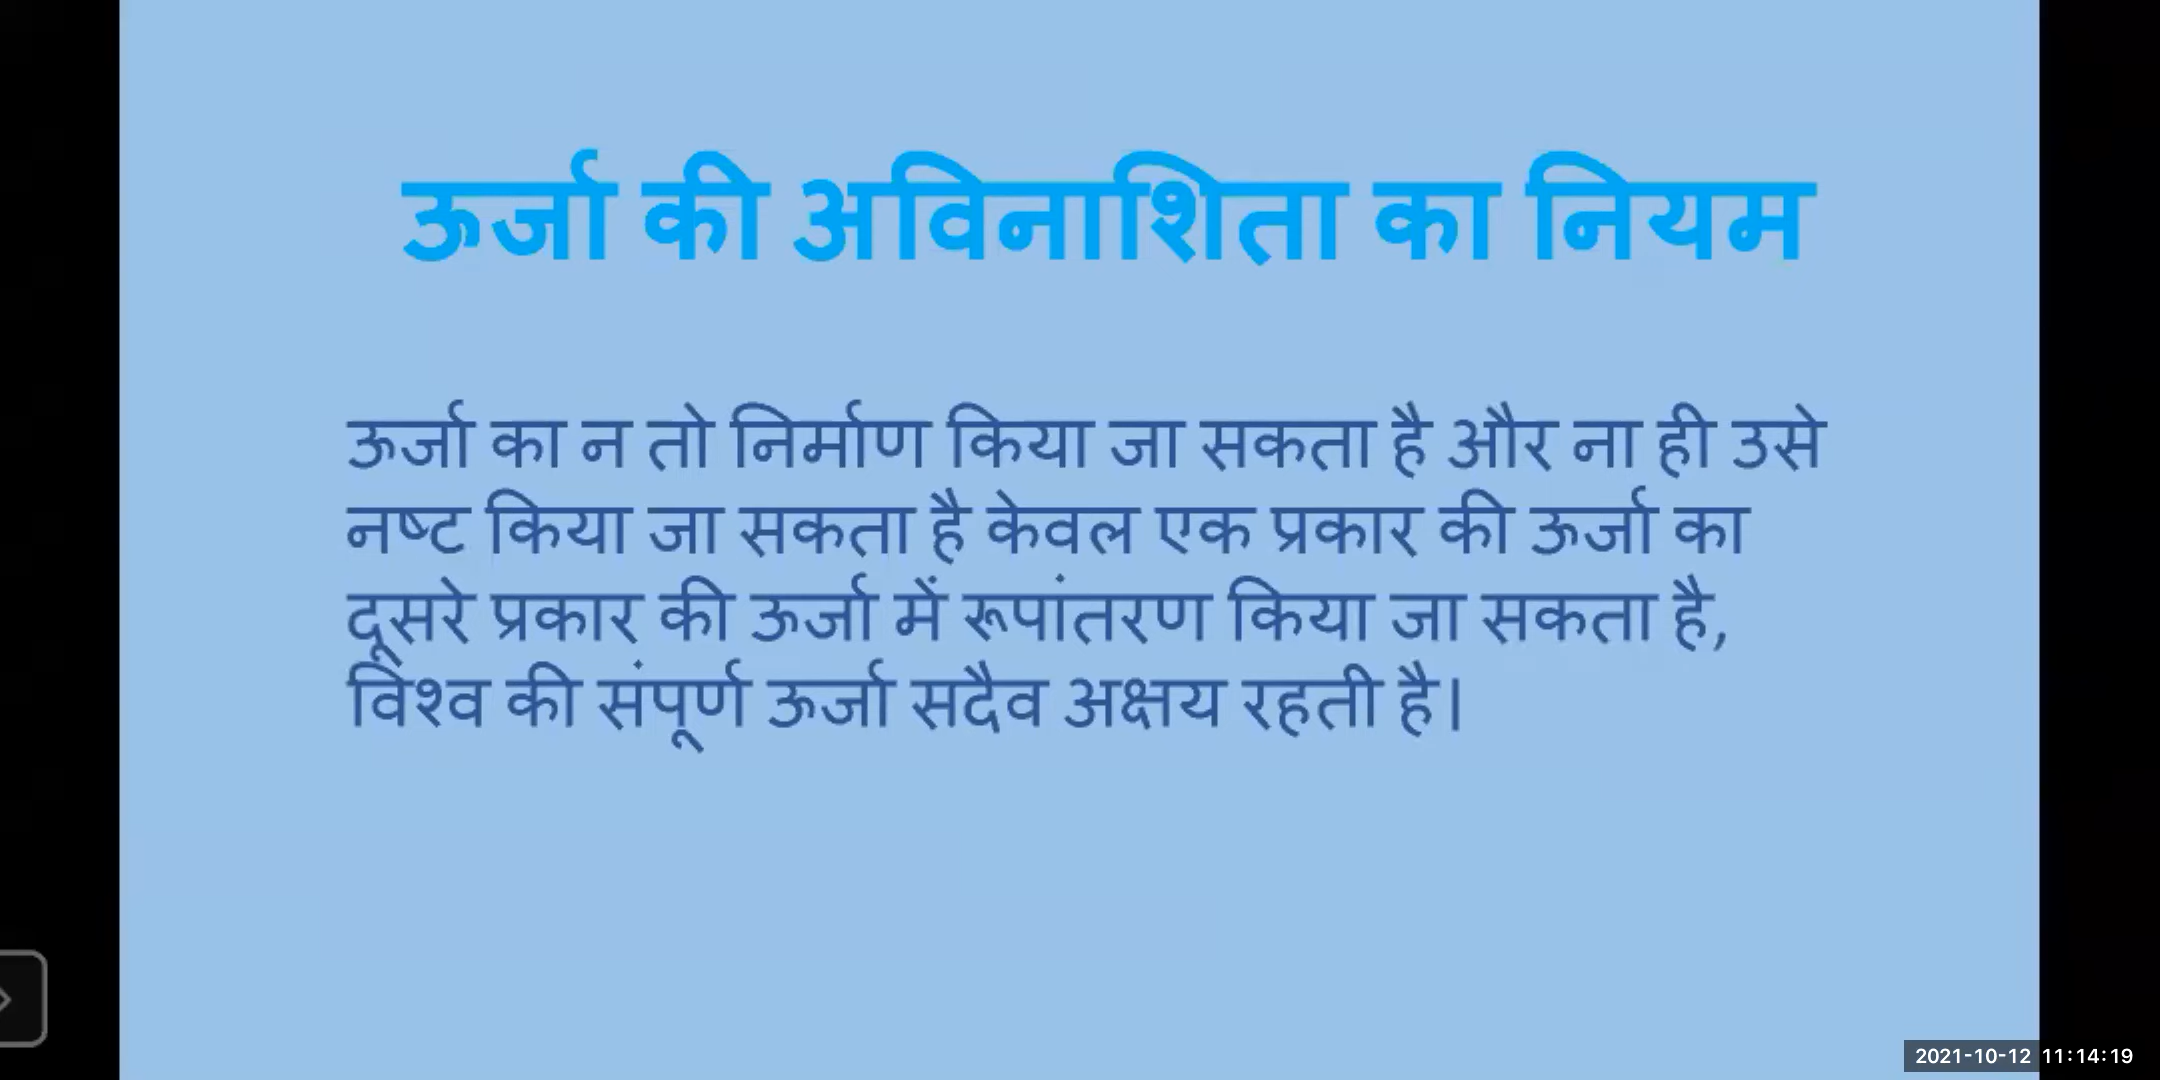 ऊर्जा की अविनाशिता का नियम
ऊर्जा का न तो निर्माण किया जा सकता है और ना ही उसे
नष्ट किया जा सकता है केवल एक प्रकार की ऊर्जा का
दूसरे प्रकार की ऊर्जा में रूपांतरण किया जा सकता है,
विश्व की संपूर्ण ऊर्जा सदैव अक्षय रहती है।
2021-10-12 11:14:19